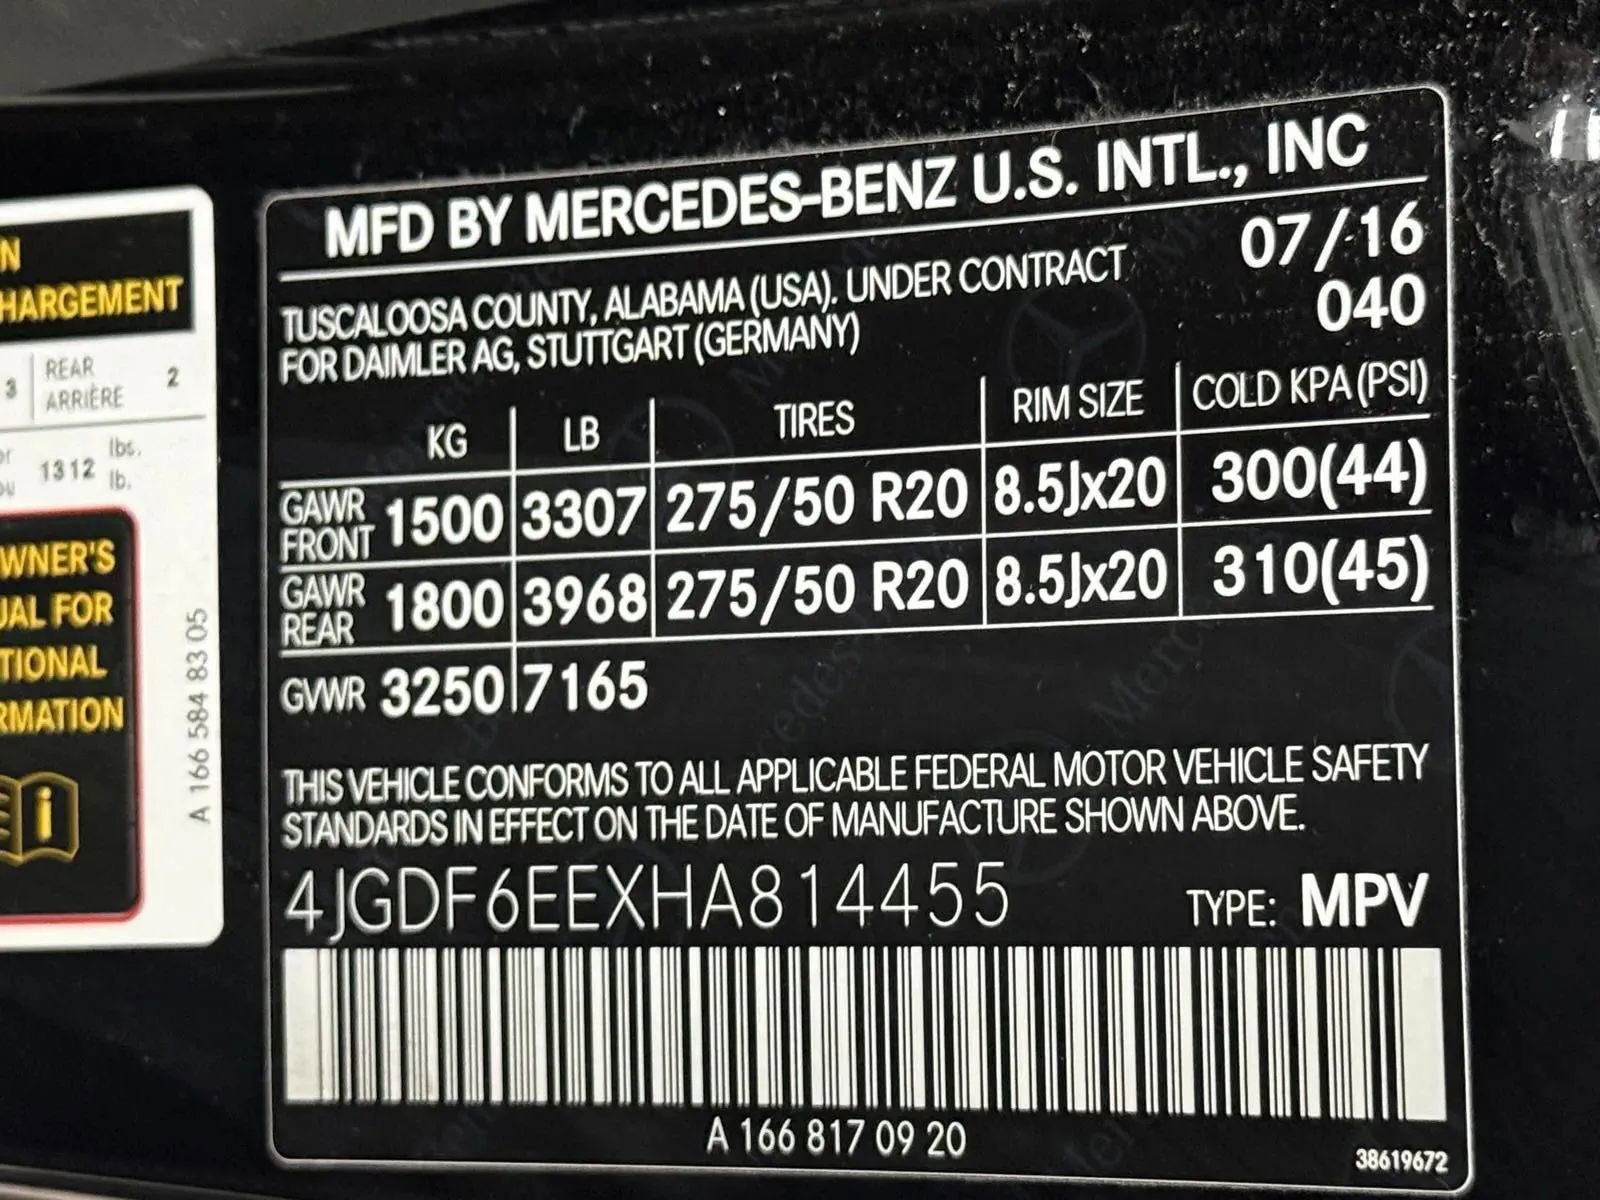 N
HARGEMENT
3 REAR ARRIÈRE 2
1312 lbs.
lb.
WNER'S
UAL FOR
TIONAL
RMATION
i
A 166 584 83 05
MFD BY MERCEDES-BENZ U.S. INTL., INC
TUSCALOOSA COUNTY, ALABAMA (USA). UNDER CONTRACT 07/16
FOR DAIMLER AG, STUTTGART (GERMANY) 040
KG LB TIRES RIM SIZE COLD KPA (PSI)
GAWR FRONT 1500 3307 275/50 R20 8.5Jx20 300(44)
GAWR REAR 1800 3968 275/50 R20 8.5Jx20 310(45)
GVWR 3250 7165
THIS VEHICLE CONFORMS TO ALL APPLICABLE FEDERAL MOTOR VEHICLE SAFETY
STANDARDS IN EFFECT ON THE DATE OF MANUFACTURE SHOWN ABOVE.
4JGDF6EEXHA814455 TYPE: MPV
A 166 817 09 20
38619672